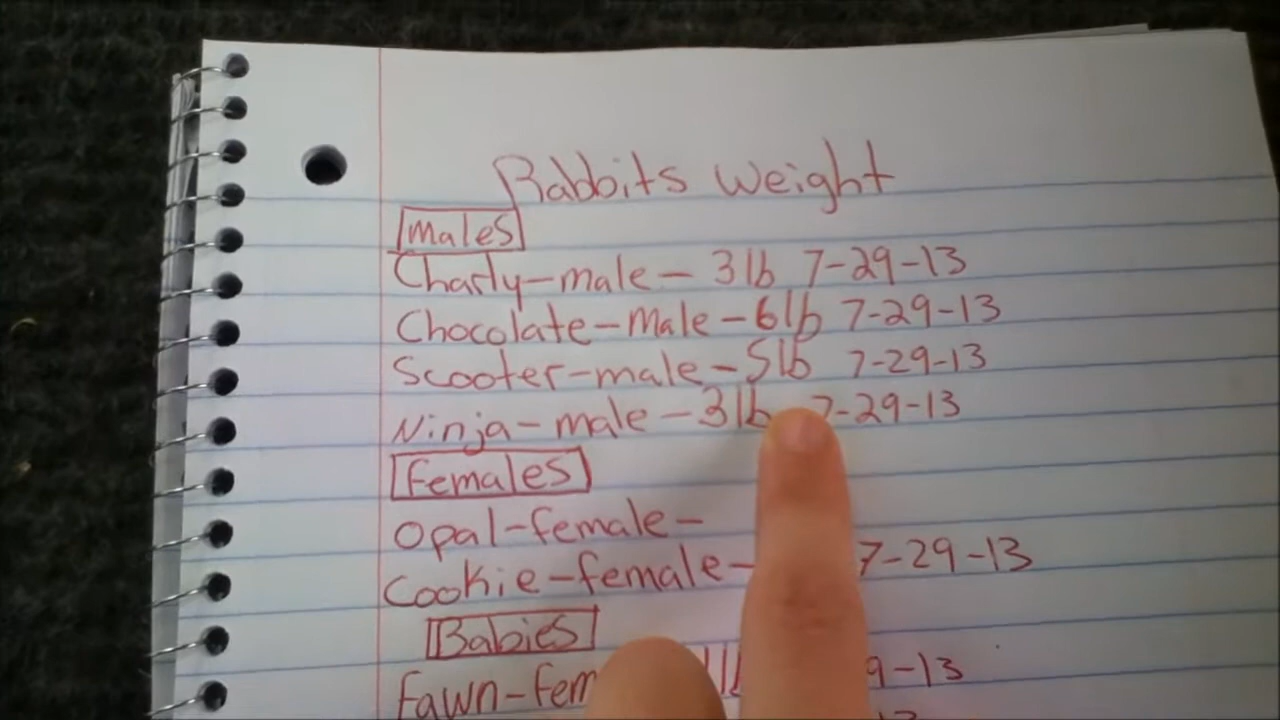 Rabbits Weight
Males
Charly-male-3lb 7-29-13
Chocolate-Male-6lb 7-29-13
Scooter-male-5lb 7-29-13
Ninja-male-3lb 7-29-13
Females
Opal-female-
Cookie-female- 7-29-13
Babies
Fawn-fem 9-13